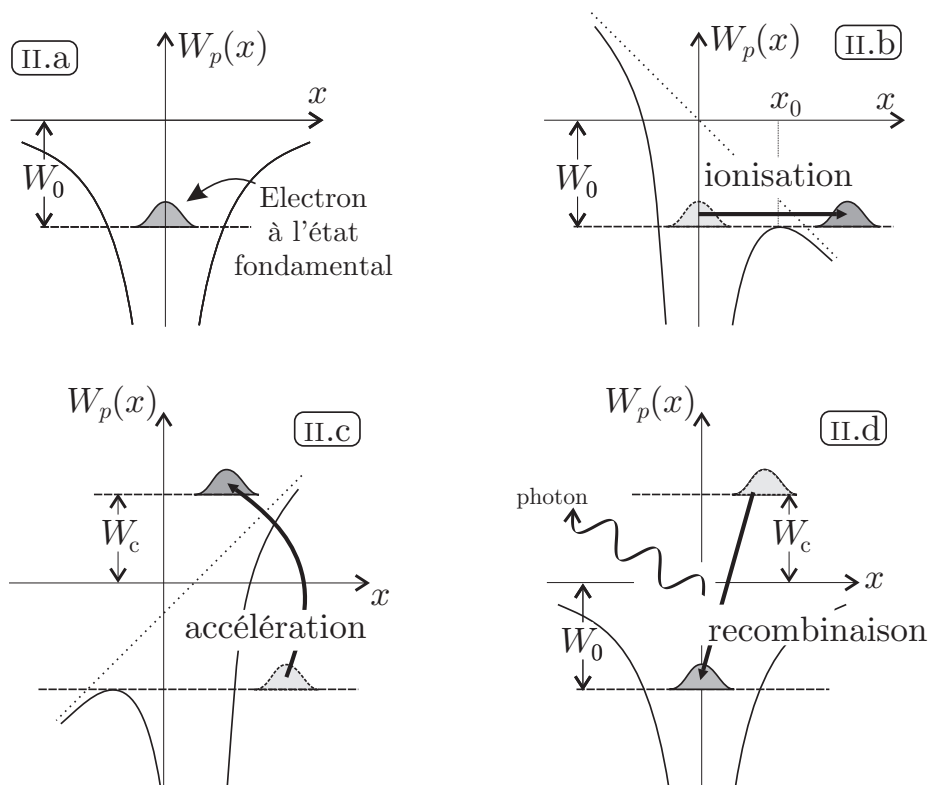 II.a
W_p(x)
x
W_0
Electron
à l'état
fondamental
II.b
W_p(x)
x_0
x
W_0
ionisation
W_p(x)
II.c
W_c
x
accélération
W_p(x)
II.d
photon
W_c
x
W_0
recombinaison